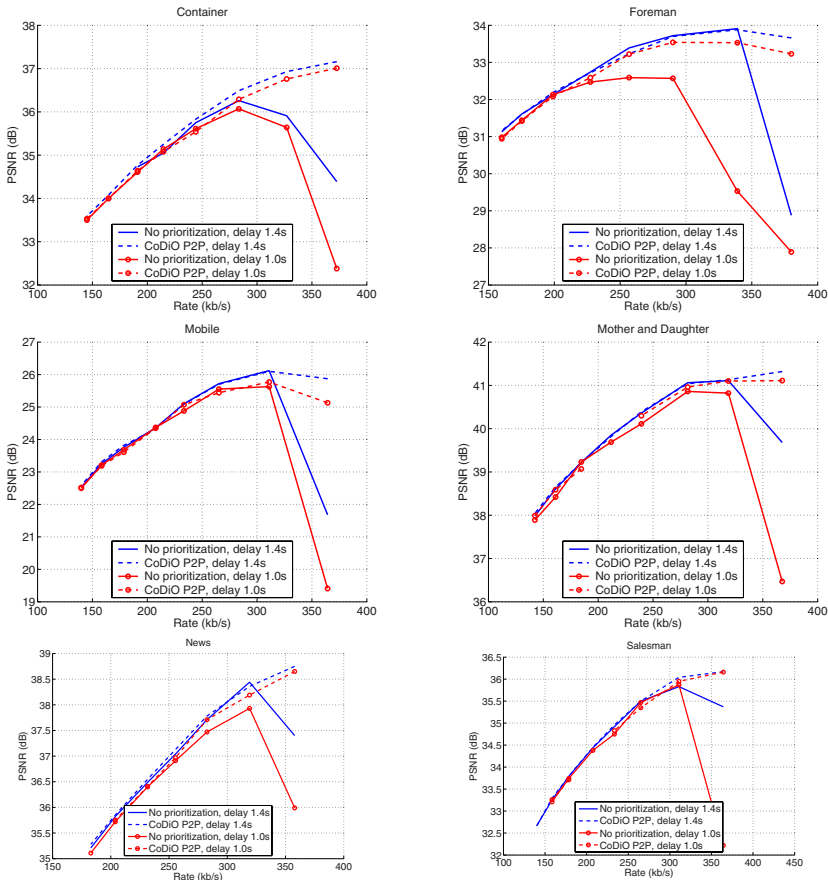 Container
38
37
36
35
34
33
32
PSNR (dB)
No prioritization, delay 1.4s
CoDiO P2P, delay 1.4s
No prioritization, delay 1.0s
CoDiO P2P, delay 1.0s
100 150 200 250 300 350 400
Rate (kb/s)
Foreman
34
33
32
31
30
29
28
27
PSNR (dB)
No prioritization, delay 1.4s
CoDiO P2P, delay 1.4s
No prioritization, delay 1.0s
CoDiO P2P, delay 1.0s
150 200 250 300 350 400
Rate (kb/s)
Mobile
27
26
25
24
23
22
21
20
19
PSNR (dB)
No prioritization, delay 1.4s
CoDiO P2P, delay 1.4s
No prioritization, delay 1.0s
CoDiO P2P, delay 1.0s
100 150 200 250 300 350 400
Rate (kb/s)
Mother and Daughter
42
41
40
39
38
37
36
PSNR (dB)
No prioritization, delay 1.4s
CoDiO P2P, delay 1.4s
No prioritization, delay 1.0s
CoDiO P2P, delay 1.0s
100 150 200 250 300 350 400
Rate (kb/s)
News
39
38.5
38
37.5
37
36.5
36
35.5
35
PSNR (dB)
No prioritization, delay 1.4s
CoDiO P2P, delay 1.4s
No prioritization, delay 1.0s
CoDiO P2P, delay 1.0s
150 200 250 300 350 400
Rate (kb/s)
Salesman
36.5
36
35.5
35
34.5
34
33.5
33
32.5
32
PSNR (dB)
No prioritization, delay 1.4s
CoDiO P2P, delay 1.4s
No prioritization, delay 1.0s
CoDiO P2P, delay 1.0s
100 150 200 250 300 350 400 450
Rate (kb/s)